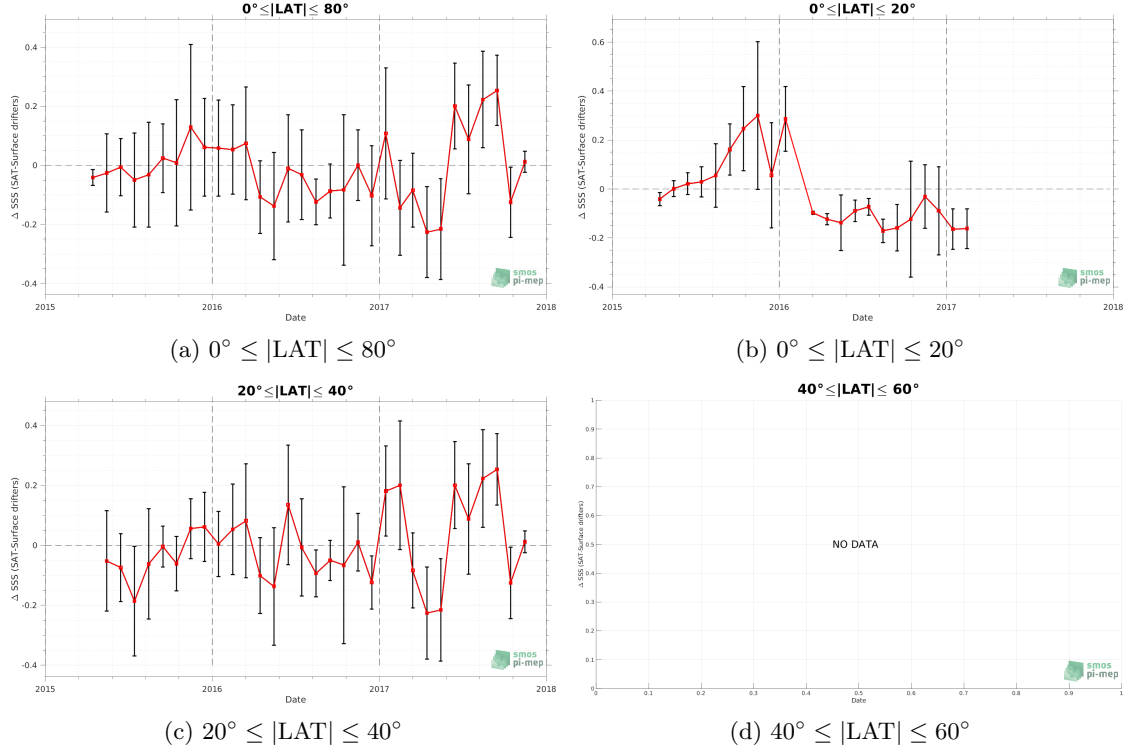 0°≤|LAT|≤ 80°
Δ SSS (SAT-Surface drifters)
0.4
0.2
0
-0.2
-0.4
2015
2016
2017
2018
Date
smos
pi-mep
(a) 0° ≤ |LAT| ≤ 80°
0°≤|LAT|≤ 20°
Δ SSS (SAT-Surface drifters)
0.6
0.4
0.2
0
-0.2
-0.4
2015
2016
2017
2018
Date
smos
pi-mep
(b) 0° ≤ |LAT| ≤ 20°
20°≤|LAT|≤ 40°
Δ SSS (SAT-Surface drifters)
0.4
0.2
0
-0.2
-0.4
2015
2016
2017
2018
Date
smos
pi-mep
(c) 20° ≤ |LAT| ≤ 40°
40°≤|LAT|≤ 60°
Δ SSS (SAT-Surface drifters)
1
0.9
0.8
0.7
0.6
0.5
0.4
0.3
0.2
0.1
0
NO DATA
0
0.1
0.2
0.3
0.4
0.5
0.6
0.7
0.8
0.9
1
Date
smos
pi-mep
(d) 40° ≤ |LAT| ≤ 60°